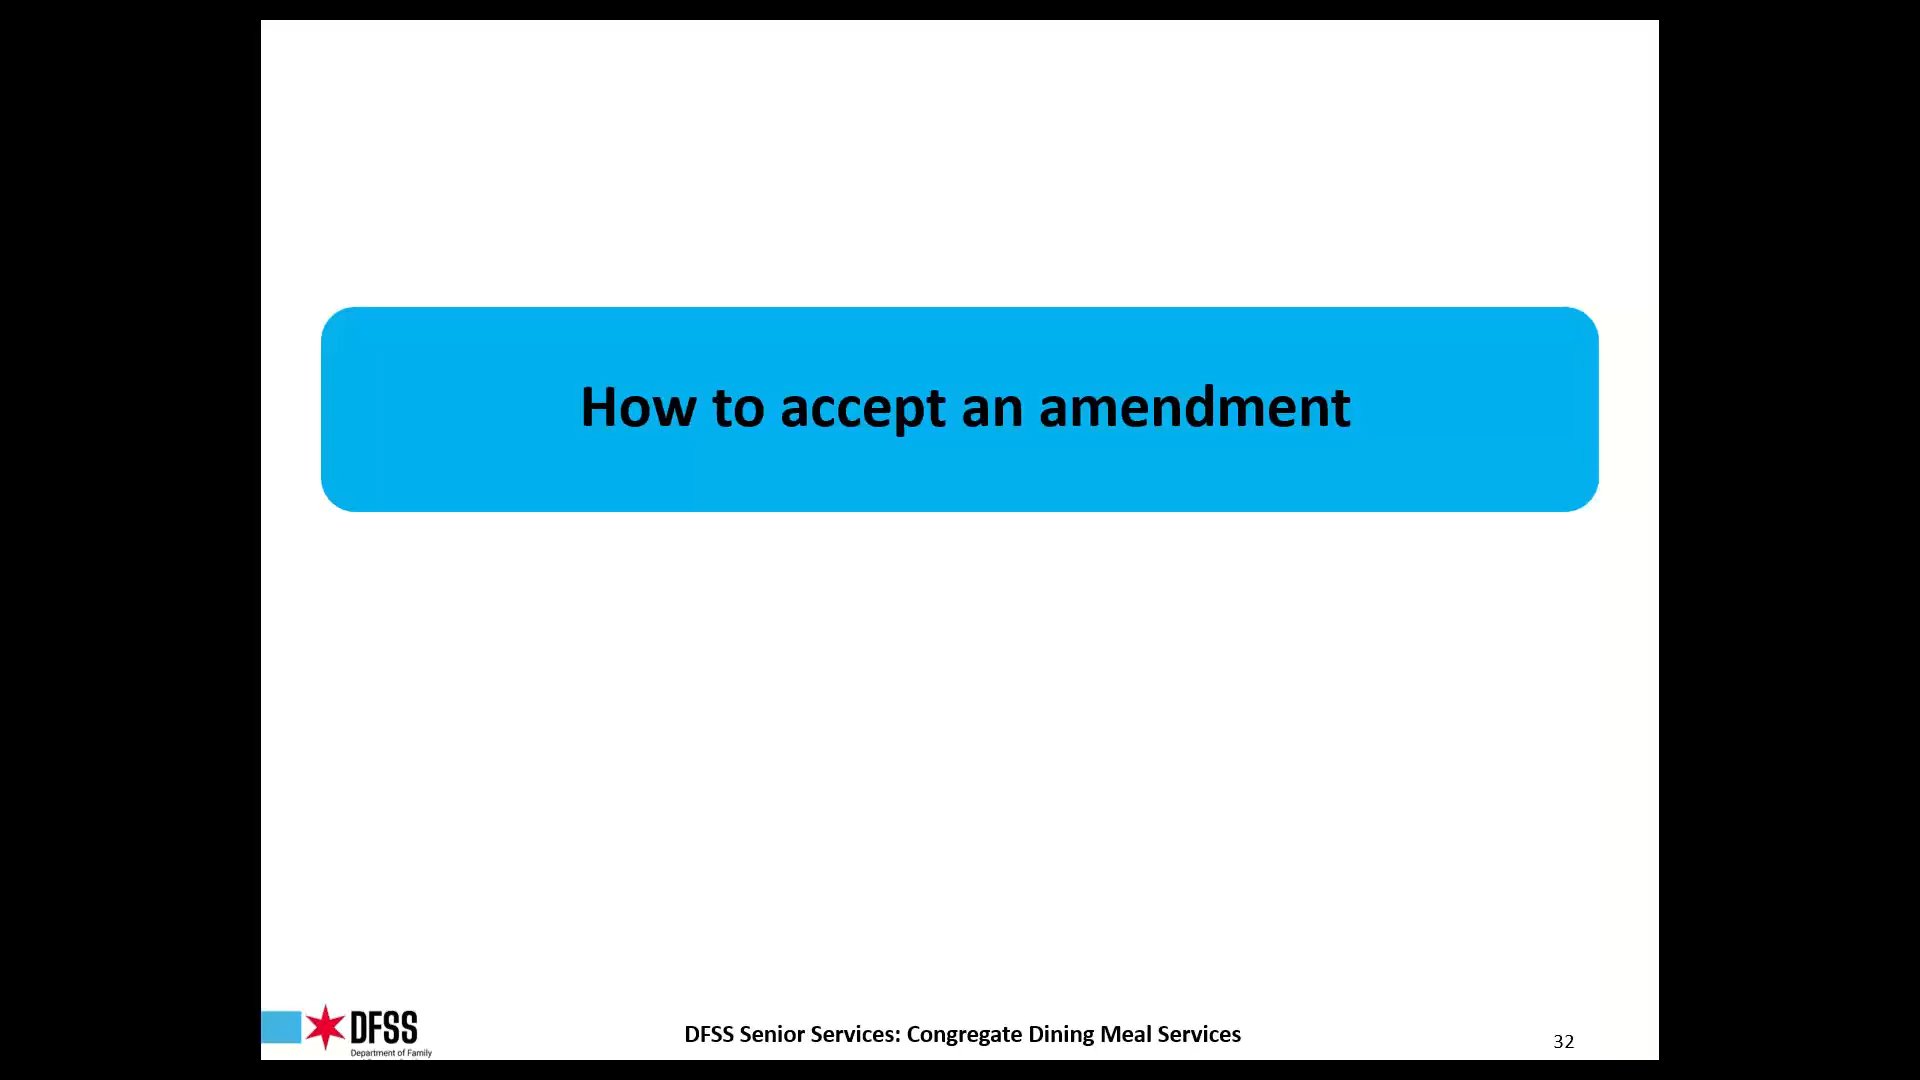 How to accept an amendment
DFSS
Department of Family
DFSS Senior Services: Congregate Dining Meal Services
32